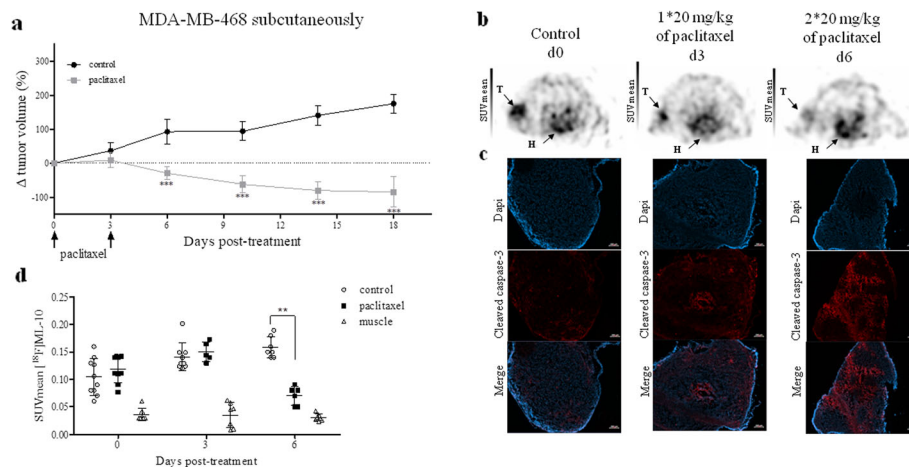 MDA-MB-468 subcutaneously
a
control
paclitaxel
Δ tumor volume (%)
300
200
100
0
-100
***
***
***
***
0
3
6
9
12
15
18
paclitaxel
Days post-treatment
b
Control
d0
1*20 mg/kg
of paclitaxel
d3
2*20 mg/kg
of paclitaxel
d6
SUVmean
T
H
SUVmean
T
H
SUVmean
T
H
c
Dapi
Dapi
Dapi
Cleaved caspase-3
Cleaved caspase-3
Cleaved caspase-3
Merge
Merge
Merge
d
control
paclitaxel
muscle
SUVmean [¹⁸F]ML-10
0.25
0.20
0.15
0.10
0.05
0.00
**
0
3
6
Days post-treatment